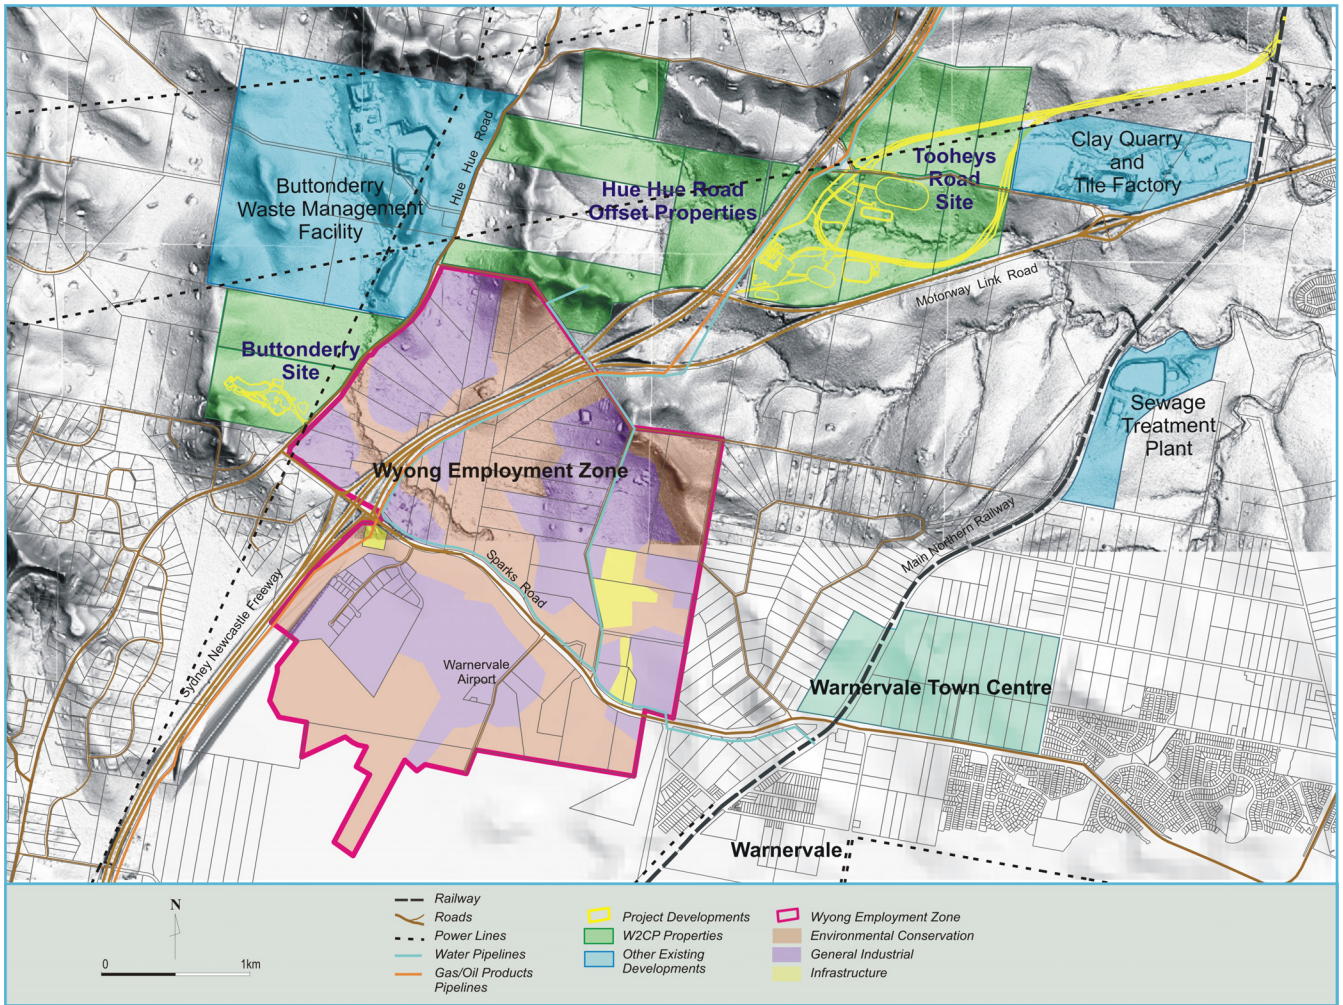 Buttonderry
Waste Management
Facility
Hue Hue Road
Hue Hue Road
Offset Properties
Tooheys
Road
Site
Clay Quarry
and
Tile Factory
Motorway Link Road
Buttonderry
Site
Sewage
Treatment
Plant
Wyong Employment Zone
Main Northern Railway
Sparks Road
Sydney Newcastle Freeway
Warnervale
Airport
Warnervale Town Centre
Warnervale
N
0 1km
Railway
Roads
Power Lines
Water Pipelines
Gas/Oil Products
Pipelines
Project Developments
W2CP Properties
Other Existing
Developments
Wyong Employment Zone
Environmental Conservation
General Industrial
Infrastructure